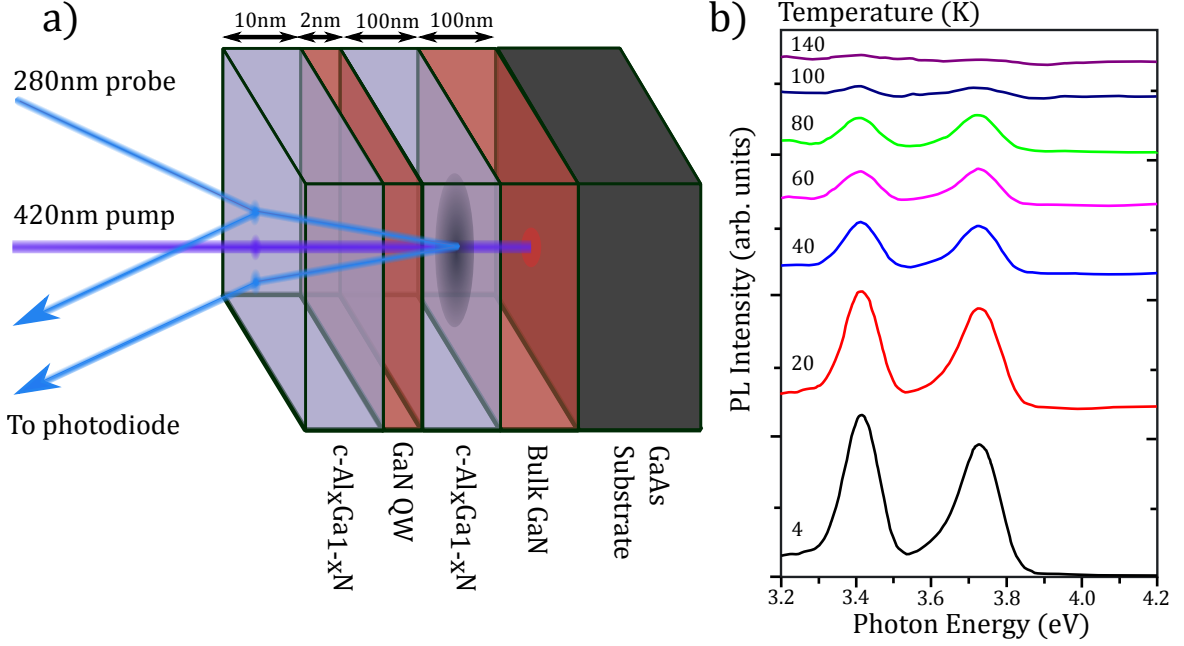 a)
10nm 2nm 100nm 100nm
280nm probe
420nm pump
To photodiode
c-AlxGa1-xN
GaN QW
c-AlxGa1-xN
Bulk GaN
GaAs
Substrate
b)
Temperature (K)
140
100
80
60
40
20
4
PL Intensity (arb. units)
3.2 3.4 3.6 3.8 4.0 4.2
Photon Energy (eV)